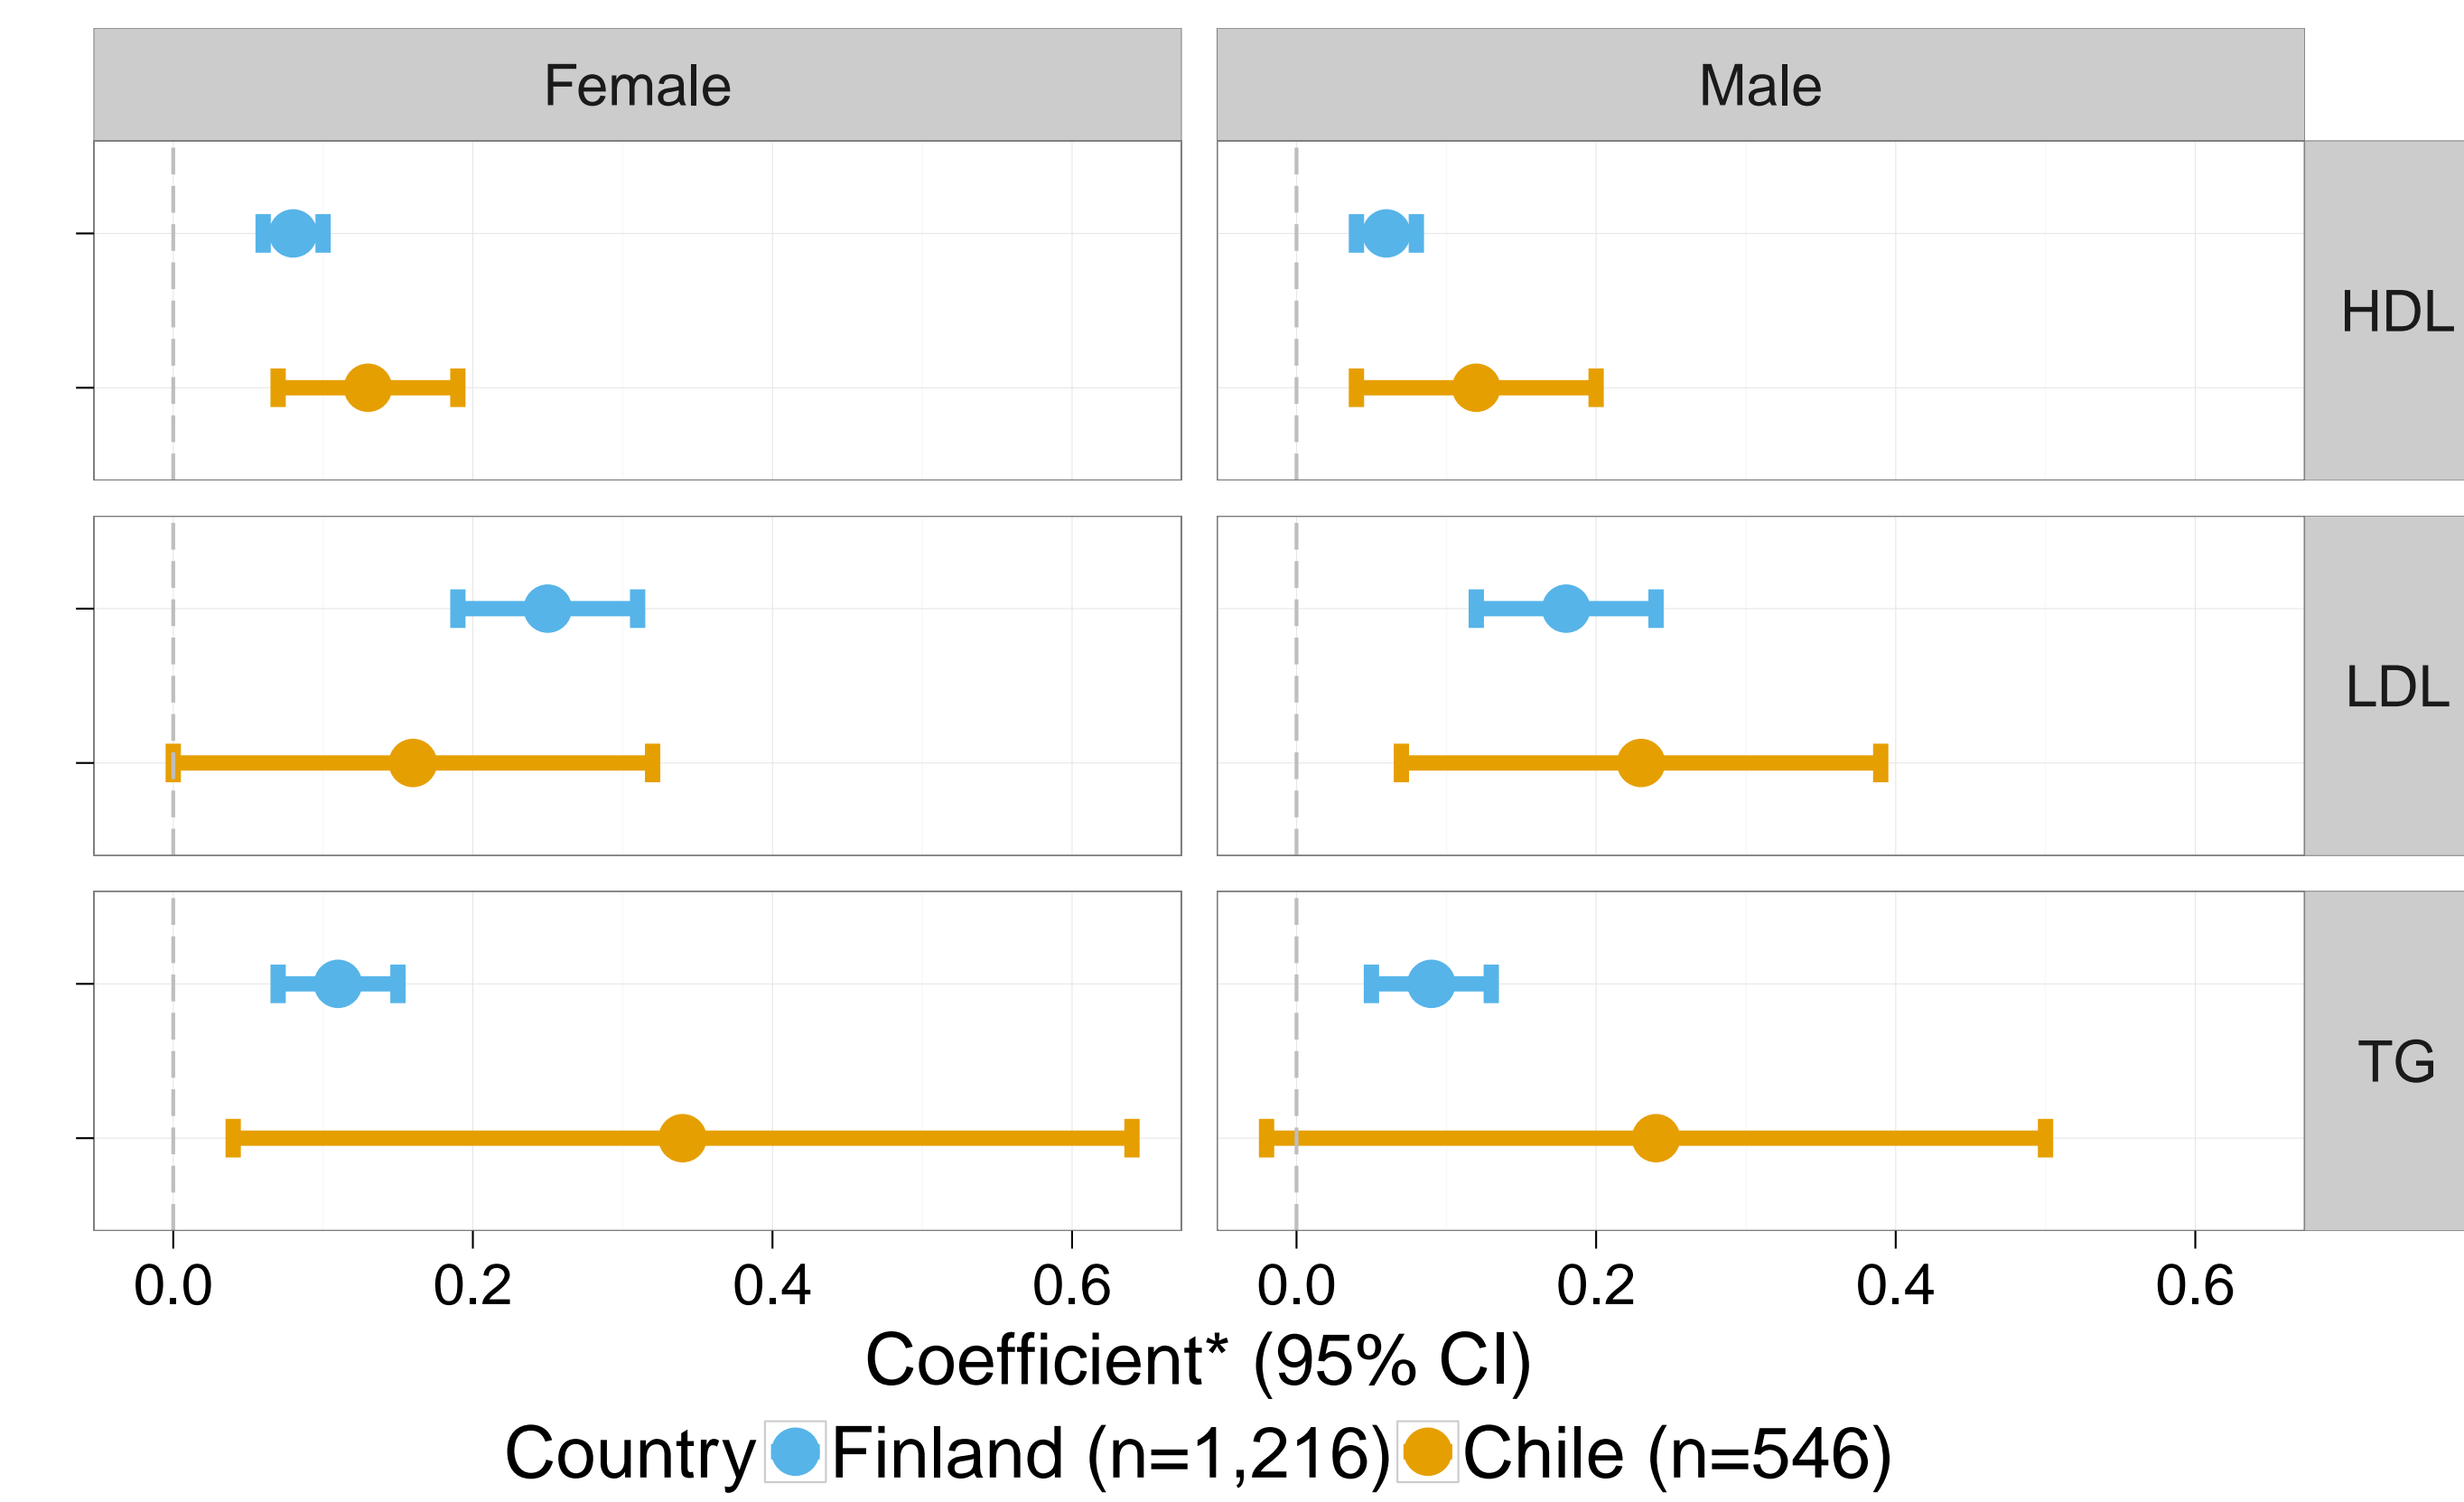 Female Male
HDL
LDL
TG
0.0 0.2 0.4 0.6 0.0 0.2 0.4 0.6
Coefficient* (95% CI)
Country Finland (n=1,216) Chile (n=546)